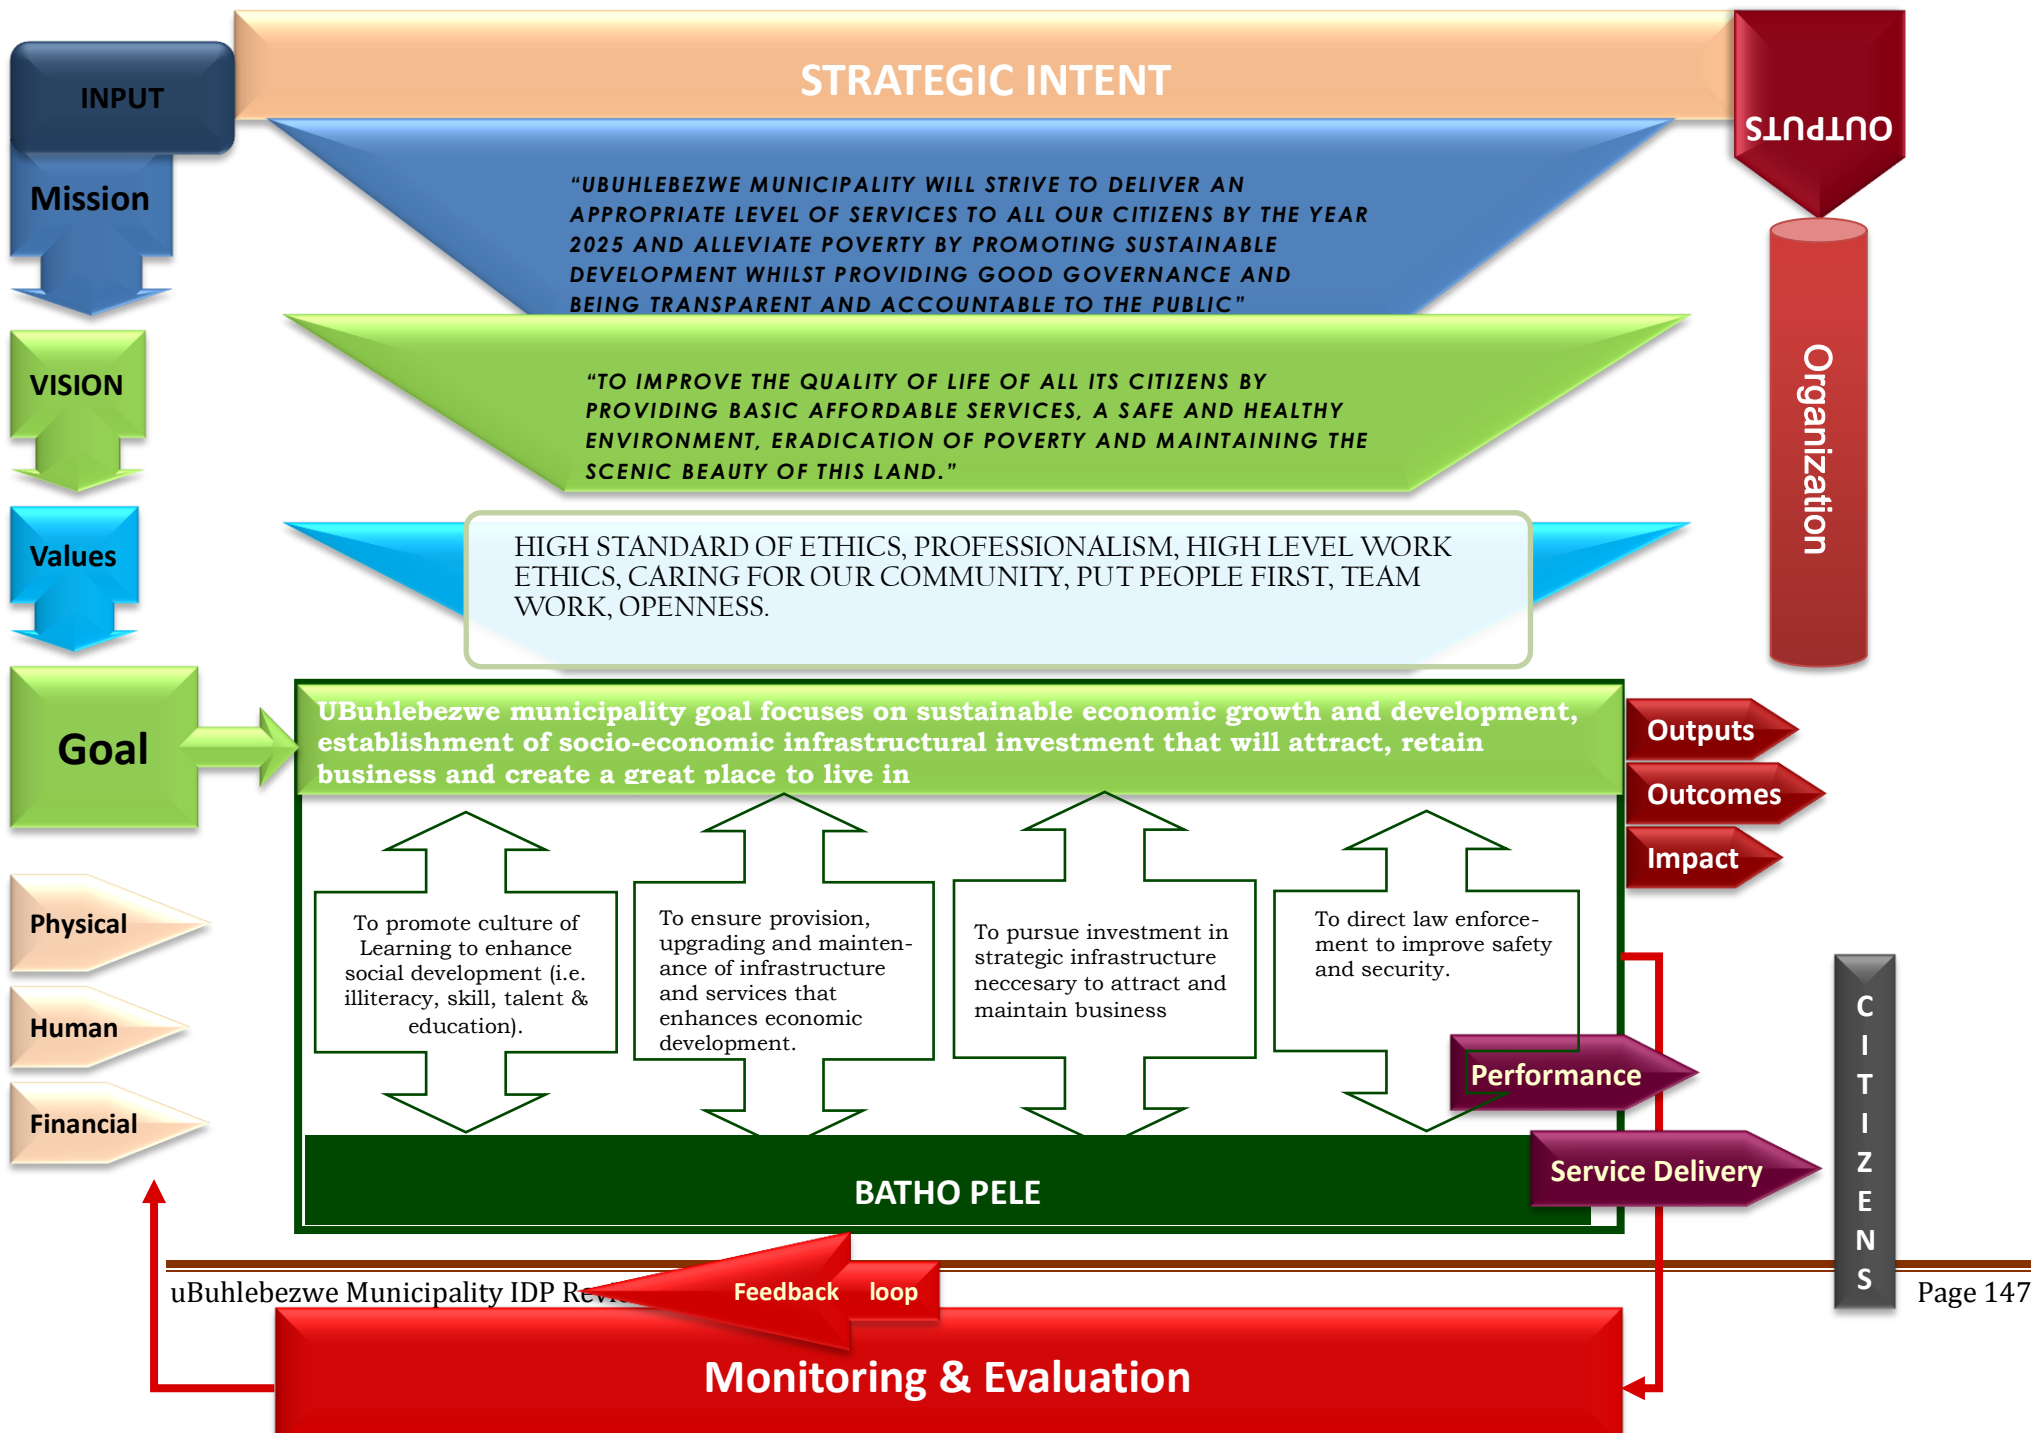 STRATEGIC INTENT
INPUT
OUTPUTS
Mission
“UBUHLEBEZWE MUNICIPALITY WILL STRIVE TO DELIVER AN
APPROPRIATE LEVEL OF SERVICES TO ALL OUR CITIZENS BY THE YEAR
2025 AND ALLEVIATE POVERTY BY PROMOTING SUSTAINABLE
DEVELOPMENT WHILST PROVIDING GOOD GOVERNANCE AND
BEING TRANSPARENT AND ACCOUNTABLE TO THE PUBLIC”
VISION
“TO IMPROVE THE QUALITY OF LIFE OF ALL ITS CITIZENS BY
PROVIDING BASIC AFFORDABLE SERVICES, A SAFE AND HEALTHY
ENVIRONMENT, ERADICATION OF POVERTY AND MAINTAINING THE
SCENIC BEAUTY OF THIS LAND.”
Organization
Values
HIGH STANDARD OF ETHICS, PROFESSIONALISM, HIGH LEVEL WORK
ETHICS, CARING FOR OUR COMMUNITY, PUT PEOPLE FIRST, TEAM
WORK, OPENNESS.
Goal
UBuhlebezwe municipality goal focuses on sustainable economic growth and development,
establishment of socio-economic infrastructural investment that will attract, retain
business and create a great place to live in
Outputs
Outcomes
Impact
Physical
Human
Financial
To promote culture of
Learning to enhance
social development (i.e.
illiteracy, skill, talent &
education).
To ensure provision,
upgrading and mainten-
ance of infrastructure
and services that
enhances economic
development.
To pursue investment in
strategic infrastructure
neccesary to attract and
maintain business
To direct law enforce-
ment to improve safety
and security.
Performance
Service Delivery
CITIZENS
BATHO PELE
Feedback loop
uBuhlebezwe Municipality IDP
Page 147
Monitoring & Evaluation